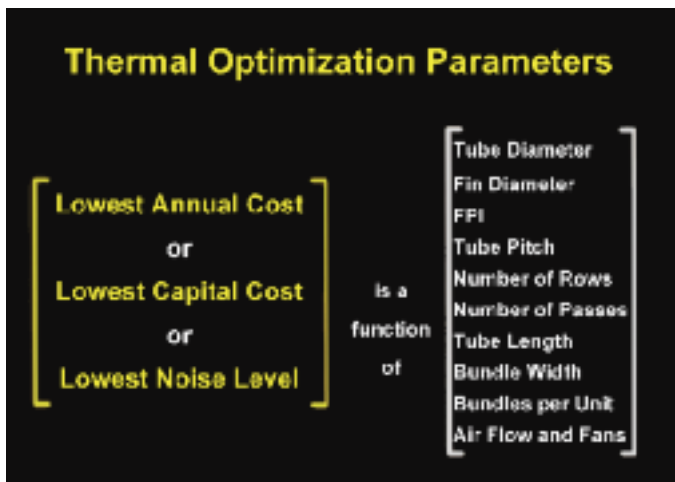 Thermal Optimization Parameters
Lowest Annual Cost
or
Lowest Capital Cost
or
Lowest Noise Level
is a
function
of
Tube Diameter
Fin Diameter
FPI
Tube Pitch
Number of Rows
Number of Passes
Tube Length
Bundle Width
Bundles per Unit
Air Flow and Fans